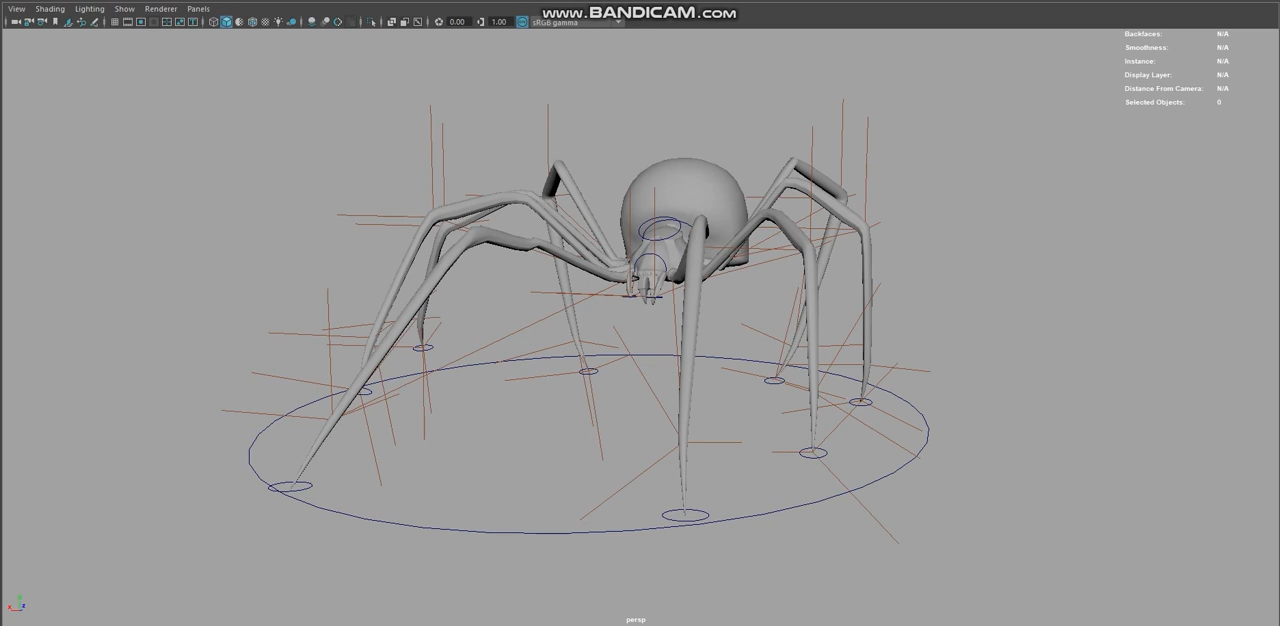 View Shading Lighting Show Renderer Panels
www.BANDICAM.com
0.00 1.00 sRGB gamma
Backfaces: N/A
Smoothness: N/A
Instance: N/A
Display Layer: N/A
Distance From Camera: N/A
Selected Objects: 0
x y z
persp